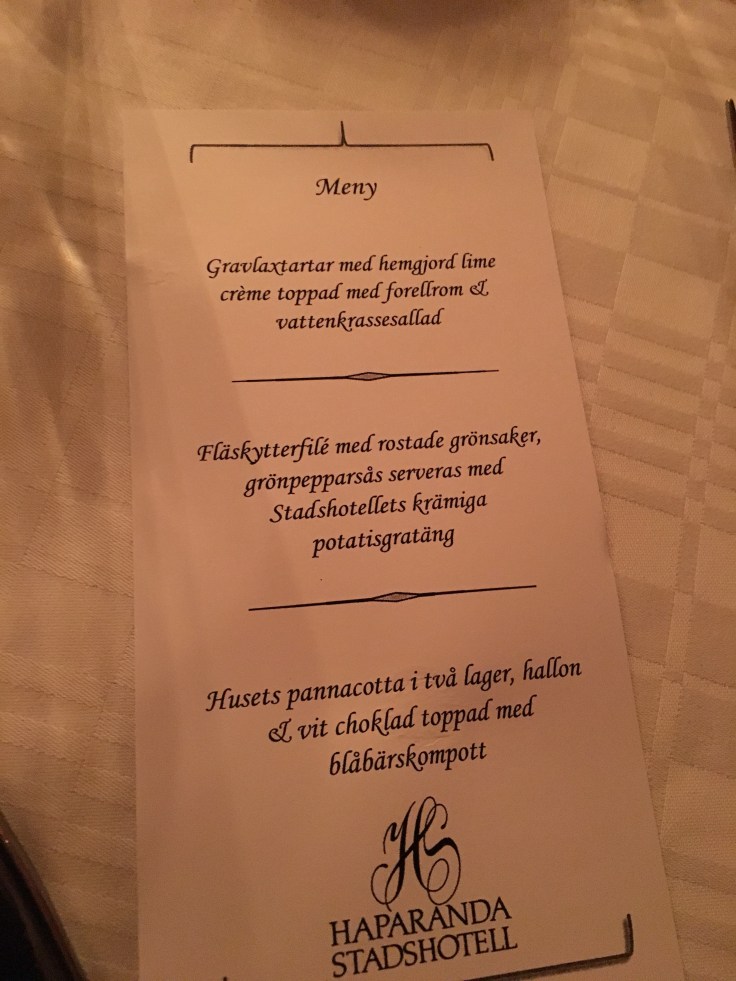 Meny
Gravlaxtartar med hemgjord lime
crème toppad med forellrom &
vattenkrassesallad
Fläskytterfilé med rostade grönsaker,
grönpepparsås serveras med
Stadshotellets krämiga
potatisgratäng
Husets pannacotta i två lager, hallon
& vit choklad toppad med
blåbärskompott
HS
HAPARANDA
STADSHOTELL